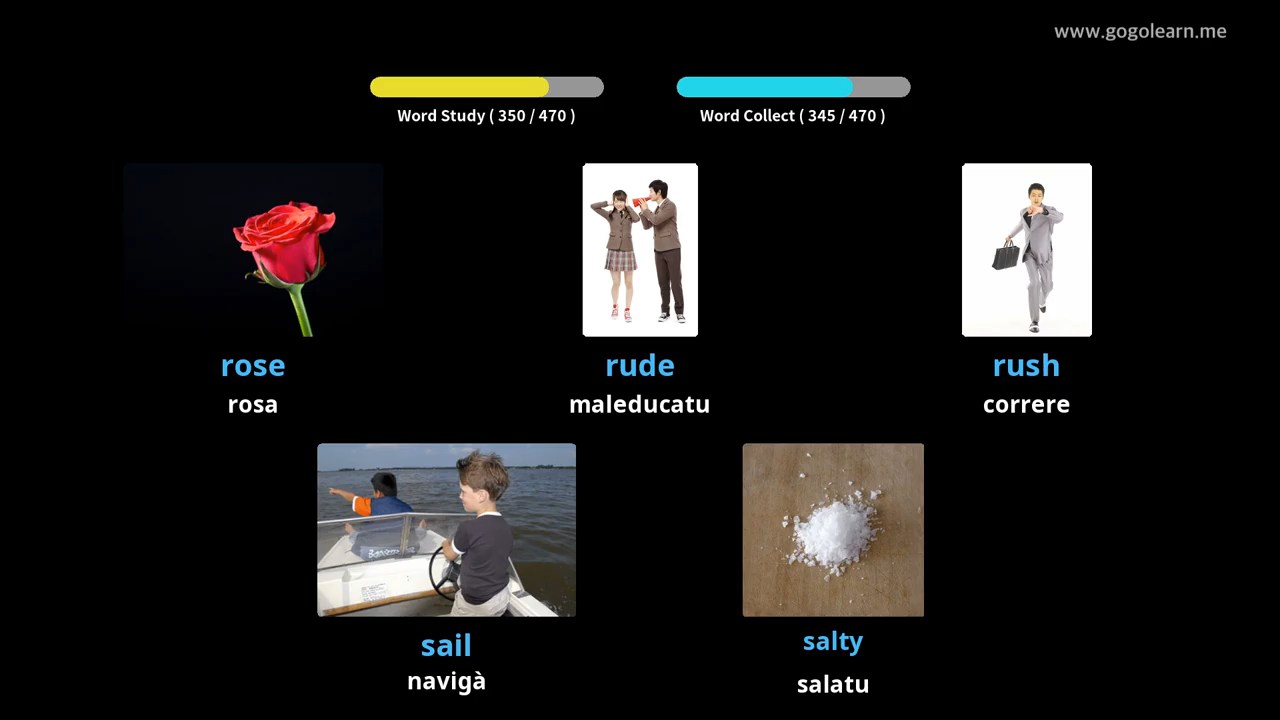 www.gogolearn.me
Word Study ( 350 / 470 )
Word Collect ( 345 / 470 )
rose
rosa
rude
maleducatu
rush
correre
sail
navigà
salty
salatu